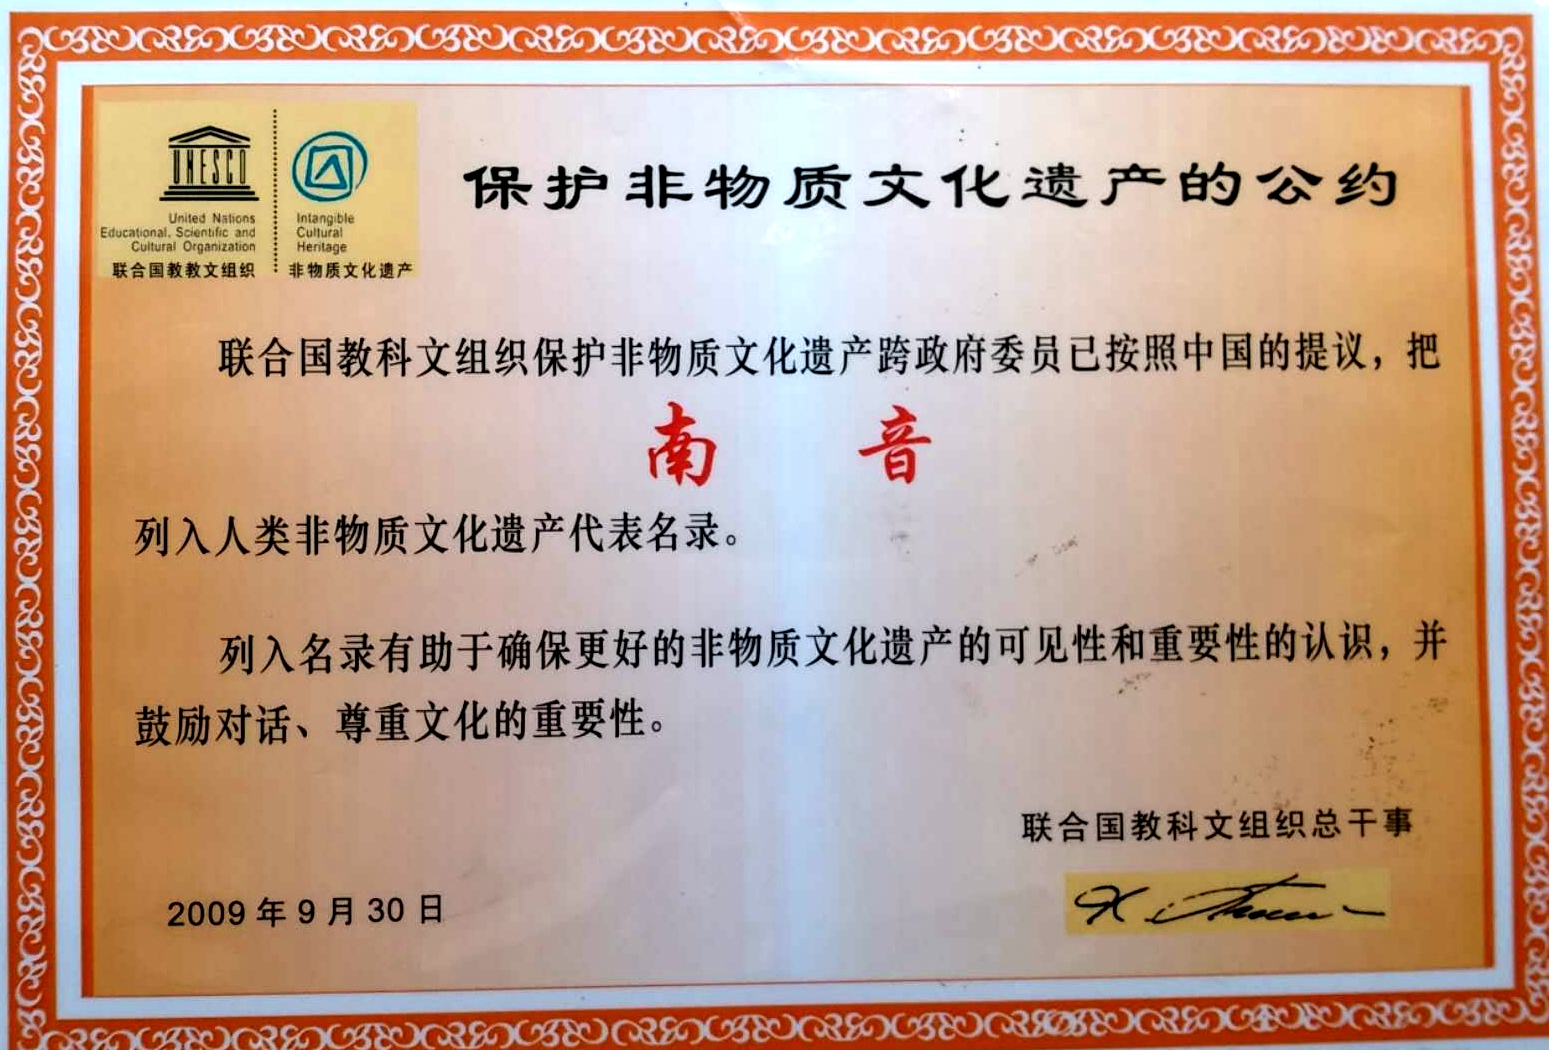 UNESCO
United Nations
Educational, Scientific and
Cultural Organization
联合国教教文组织
Intangible
Cultural
Heritage
非物质文化遗产
保护非物质文化遗产的公约
联合国教科文组织保护非物质文化遗产跨政府委员已按照中国的提议，把
南 音
列入人类非物质文化遗产代表名录。
列入名录有助于确保更好的非物质文化遗产的可见性和重要性的认识，并
鼓励对话、尊重文化的重要性。
联合国教科文组织总干事
2009年9月30日